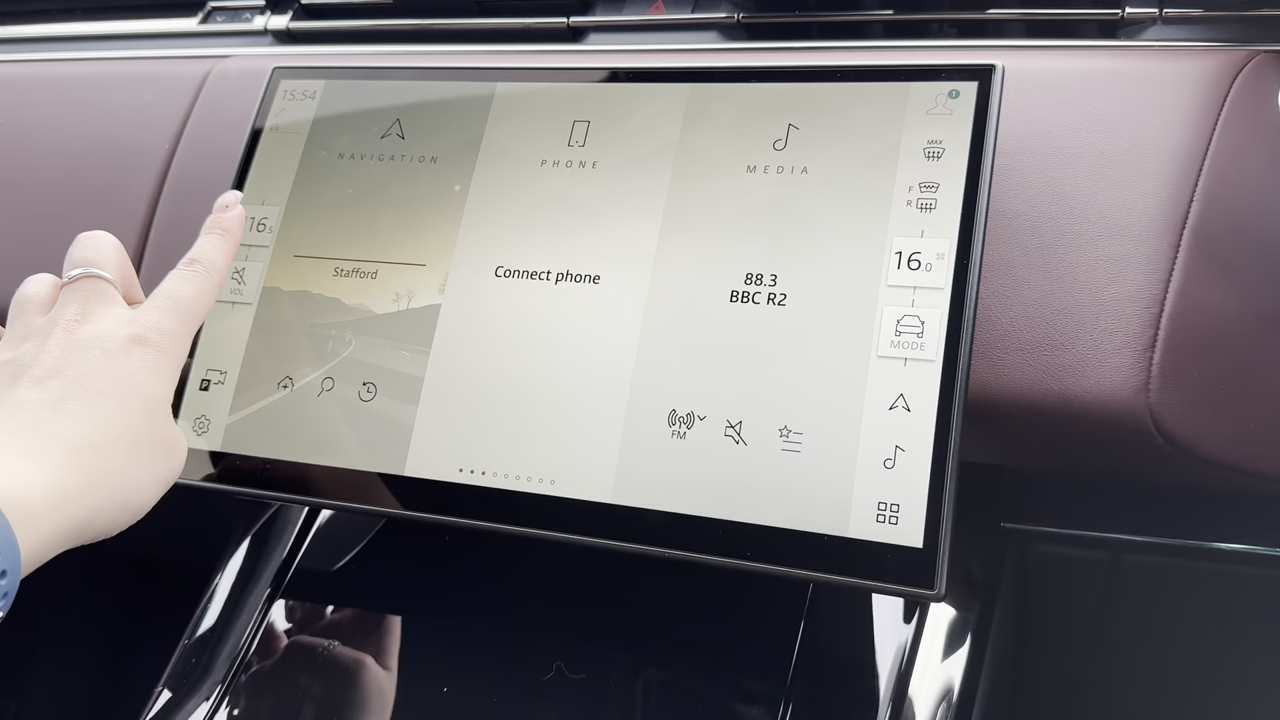 15:54
NAVIGATION
PHONE
MEDIA
1
MAX
F
R
16.5
VOL
Stafford
Connect phone
88.3
BBC R2
16.0
MODE
P
FM